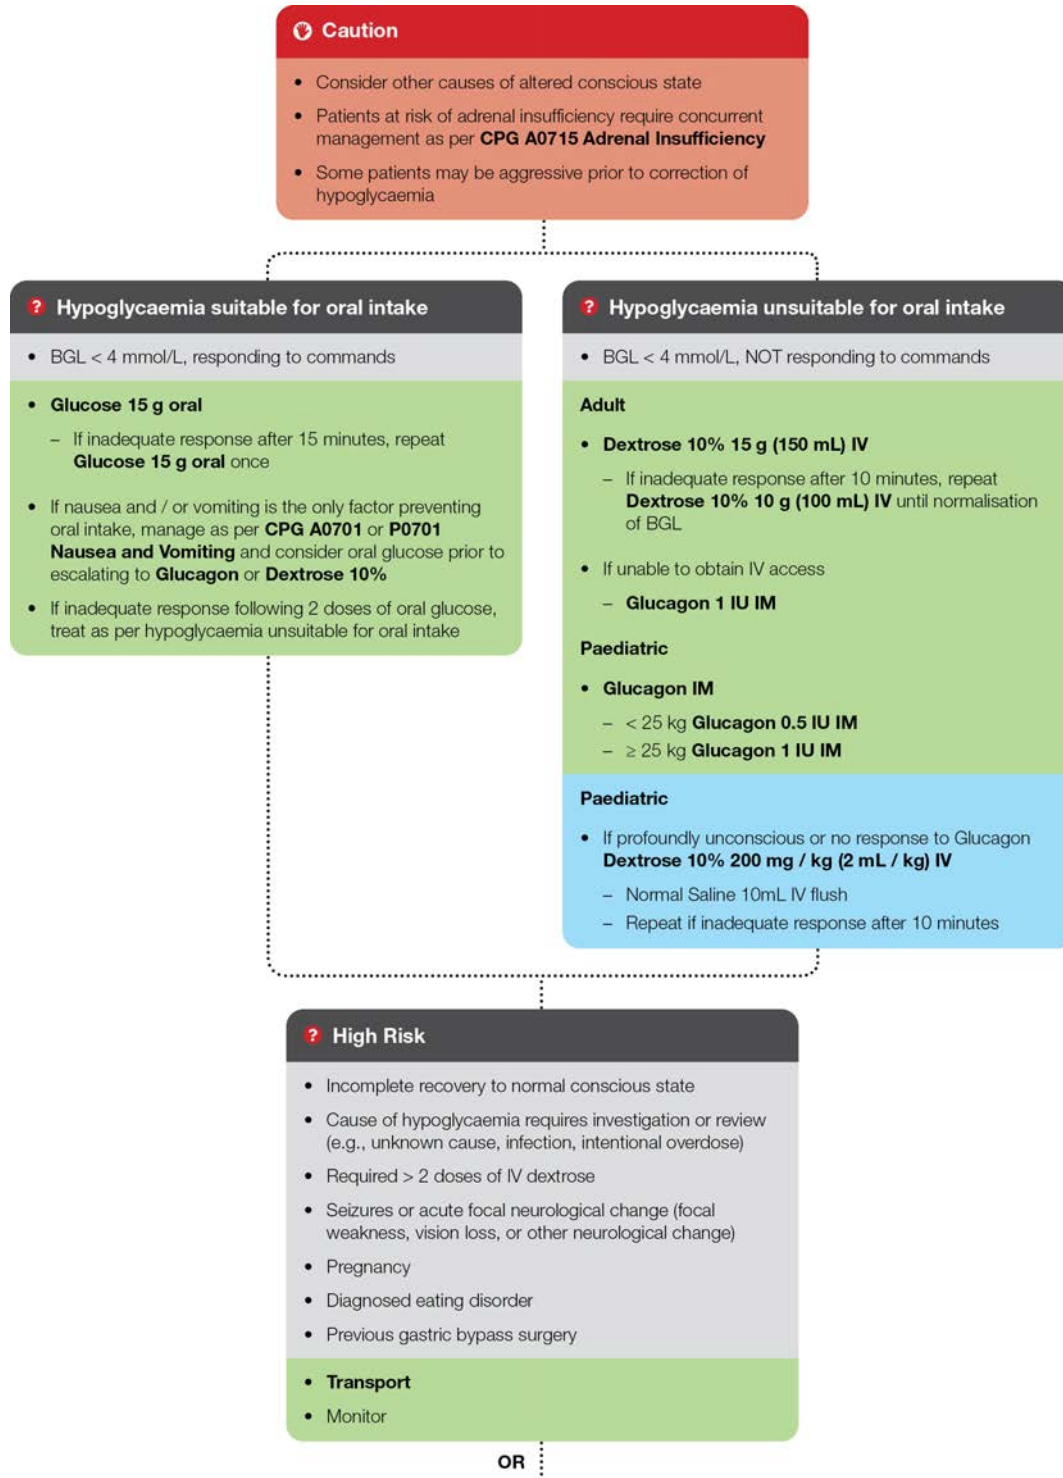 Caution
• Consider other causes of altered conscious state
• Patients at risk of adrenal insufficiency require concurrent
management as per CPG A0715 Adrenal Insufficiency
• Some patients may be aggressive prior to correction of
hypoglycaemia
? Hypoglycaemia suitable for oral intake
• BGL < 4 mmol/L, responding to commands
• Glucose 15 g oral
– If inadequate response after 15 minutes, repeat
Glucose 15 g oral once
• If nausea and / or vomiting is the only factor preventing
oral intake, manage as per CPG A0701 or P0701
Nausea and Vomiting and consider oral glucose prior to
escalating to Glucagon or Dextrose 10%
• If inadequate response following 2 doses of oral glucose,
treat as per hypoglycaemia unsuitable for oral intake
? Hypoglycaemia unsuitable for oral intake
• BGL < 4 mmol/L, NOT responding to commands
Adult
• Dextrose 10% 15 g (150 mL) IV
– If inadequate response after 10 minutes, repeat
Dextrose 10% 10 g (100 mL) IV until normalisation
of BGL
• If unable to obtain IV access
– Glucagon 1 IU IM
Paediatric
• Glucagon IM
– < 25 kg Glucagon 0.5 IU IM
– ≥ 25 kg Glucagon 1 IU IM
Paediatric
• If profoundly unconscious or no response to Glucagon
Dextrose 10% 200 mg / kg (2 mL / kg) IV
– Normal Saline 10mL IV flush
– Repeat if inadequate response after 10 minutes
? High Risk
• Incomplete recovery to normal conscious state
• Cause of hypoglycaemia requires investigation or review
(e.g., unknown cause, infection, intentional overdose)
• Required > 2 doses of IV dextrose
• Seizures or acute focal neurological change (focal
weakness, vision loss, or other neurological change)
• Pregnancy
• Diagnosed eating disorder
• Previous gastric bypass surgery
• Transport
• Monitor
OR